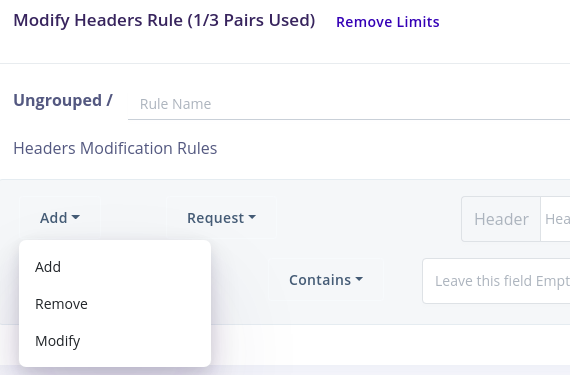 Modify Headers Rule (1/3 Pairs Used) Remove Limits
Ungrouped / Rule Name
Headers Modification Rules
Add Request Header Hea
Add
Contains Leave this field Empt
Remove
Modify